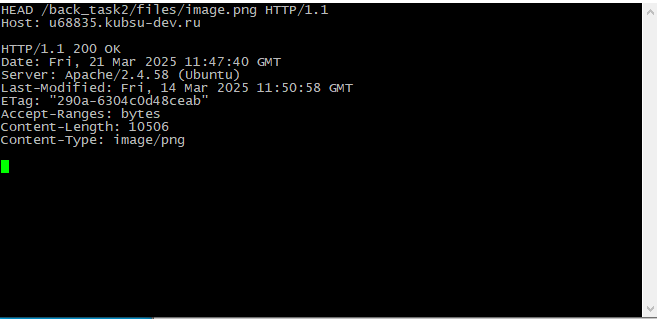 HEAD /back_task2/files/image.png HTTP/1.1
Host: u68835.kubsu-dev.ru
HTTP/1.1 200 OK
Date: Fri, 21 Mar 2025 11:47:40 GMT
Server: Apache/2.4.58 (Ubuntu)
Last-Modified: Fri, 14 Mar 2025 11:50:58 GMT
ETag: "290a-6304c0d48ceab"
Accept-Ranges: bytes
Content-Length: 10506
Content-Type: image/png